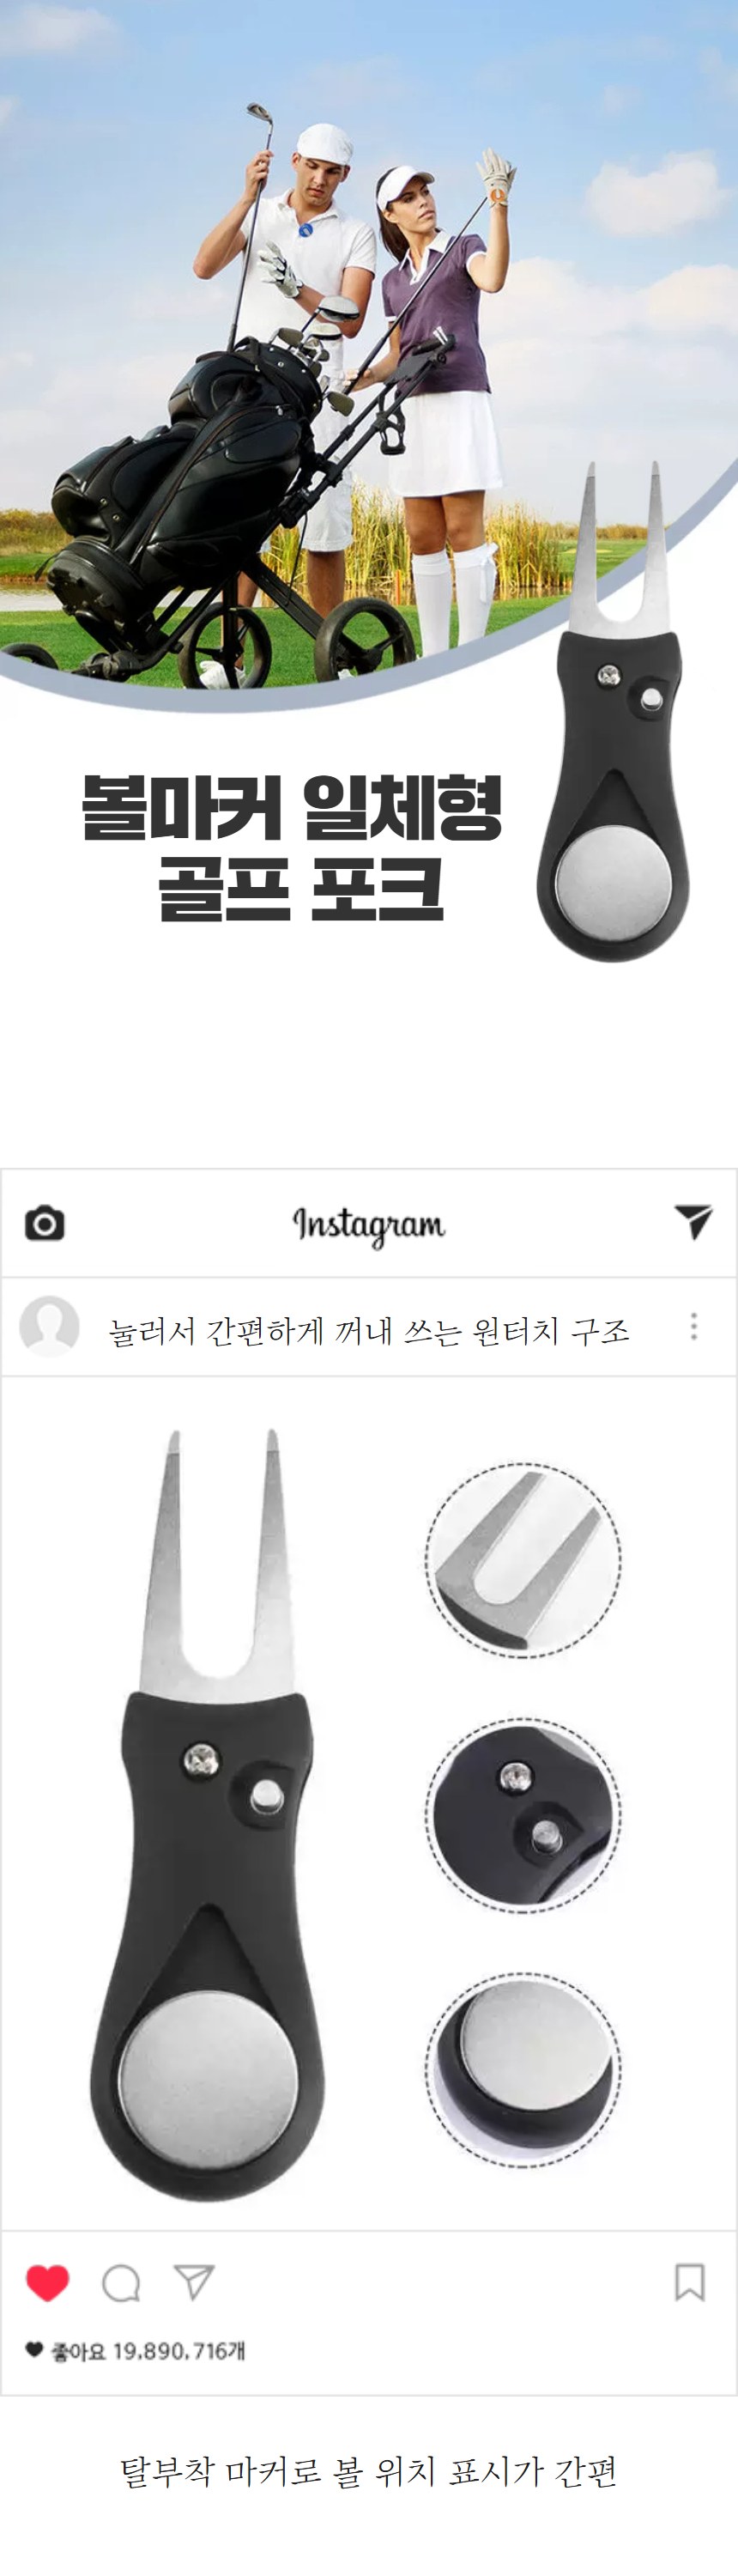 볼마커 일체형
골프 포크
Instagram
눌러서 간편하게 꺼내 쓰는 원터치 구조
좋아요 19,890,716개
탈부착 마커로 볼 위치 표시가 간편